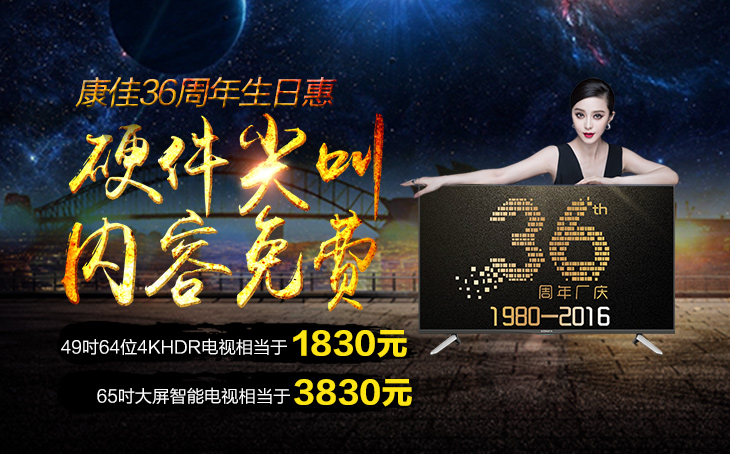 康佳36周年生日惠
硬件尖叫
内容免费
49吋64位4KHDR电视相当于1830元
65吋大屏智能电视相当于3830元
36th
周年厂庆
1980—2016